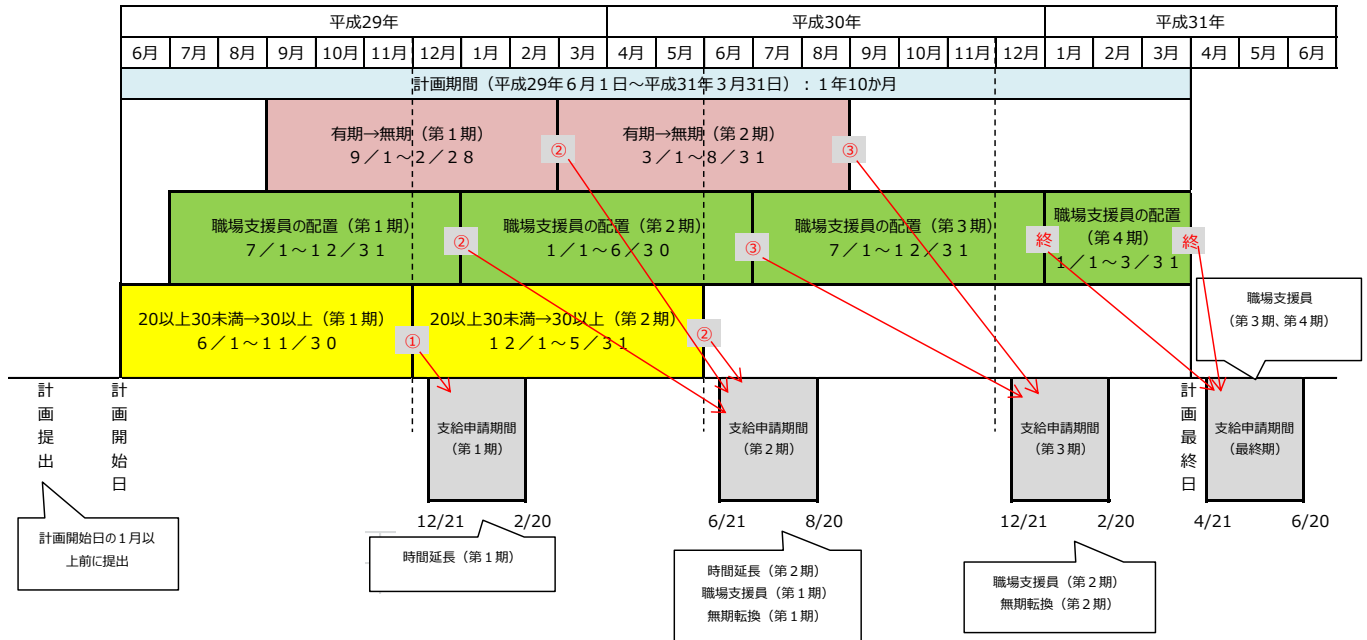 平成29年
平成30年
平成31年
6月 7月 8月 9月 10月 11月 12月 1月 2月 3月 4月 5月 6月 7月 8月 9月 10月 11月 12月 1月 2月 3月 4月 5月 6月
計画期間（平成29年６月１日～平成31年３月31日）：１年10か月
有期→無期（第１期）
９／１～２／２８
②
有期→無期（第２期）
３／１～８／３１
③
職場支援員の配置（第１期）
７／１～１２／３１
②
職場支援員の配置（第２期）
１／１～６／３０
③
職場支援員の配置（第３期）
７／１～１２／３１
終
職場支援員の配置
（第４期）
１／１～３／３１
終
20以上30未満→30以上（第１期）
６／１～１１／３０
①
20以上30未満→30以上（第２期）
１２／１～５／３１
②
職場支援員
（第３期、第４期）
計画提出
計画開始日
支給申請期間
（第１期）
支給申請期間
（第２期）
支給申請期間
（第３期）
計画最終日
支給申請期間
（最終期）
12/21 2/20
6/21 8/20
12/21 2/20
4/21 6/20
計画開始日の１月以
上前に提出
時間延長（第１期）
時間延長（第２期）
職場支援員（第１期）
無期転換（第１期）
職場支援員（第２期）
無期転換（第２期）